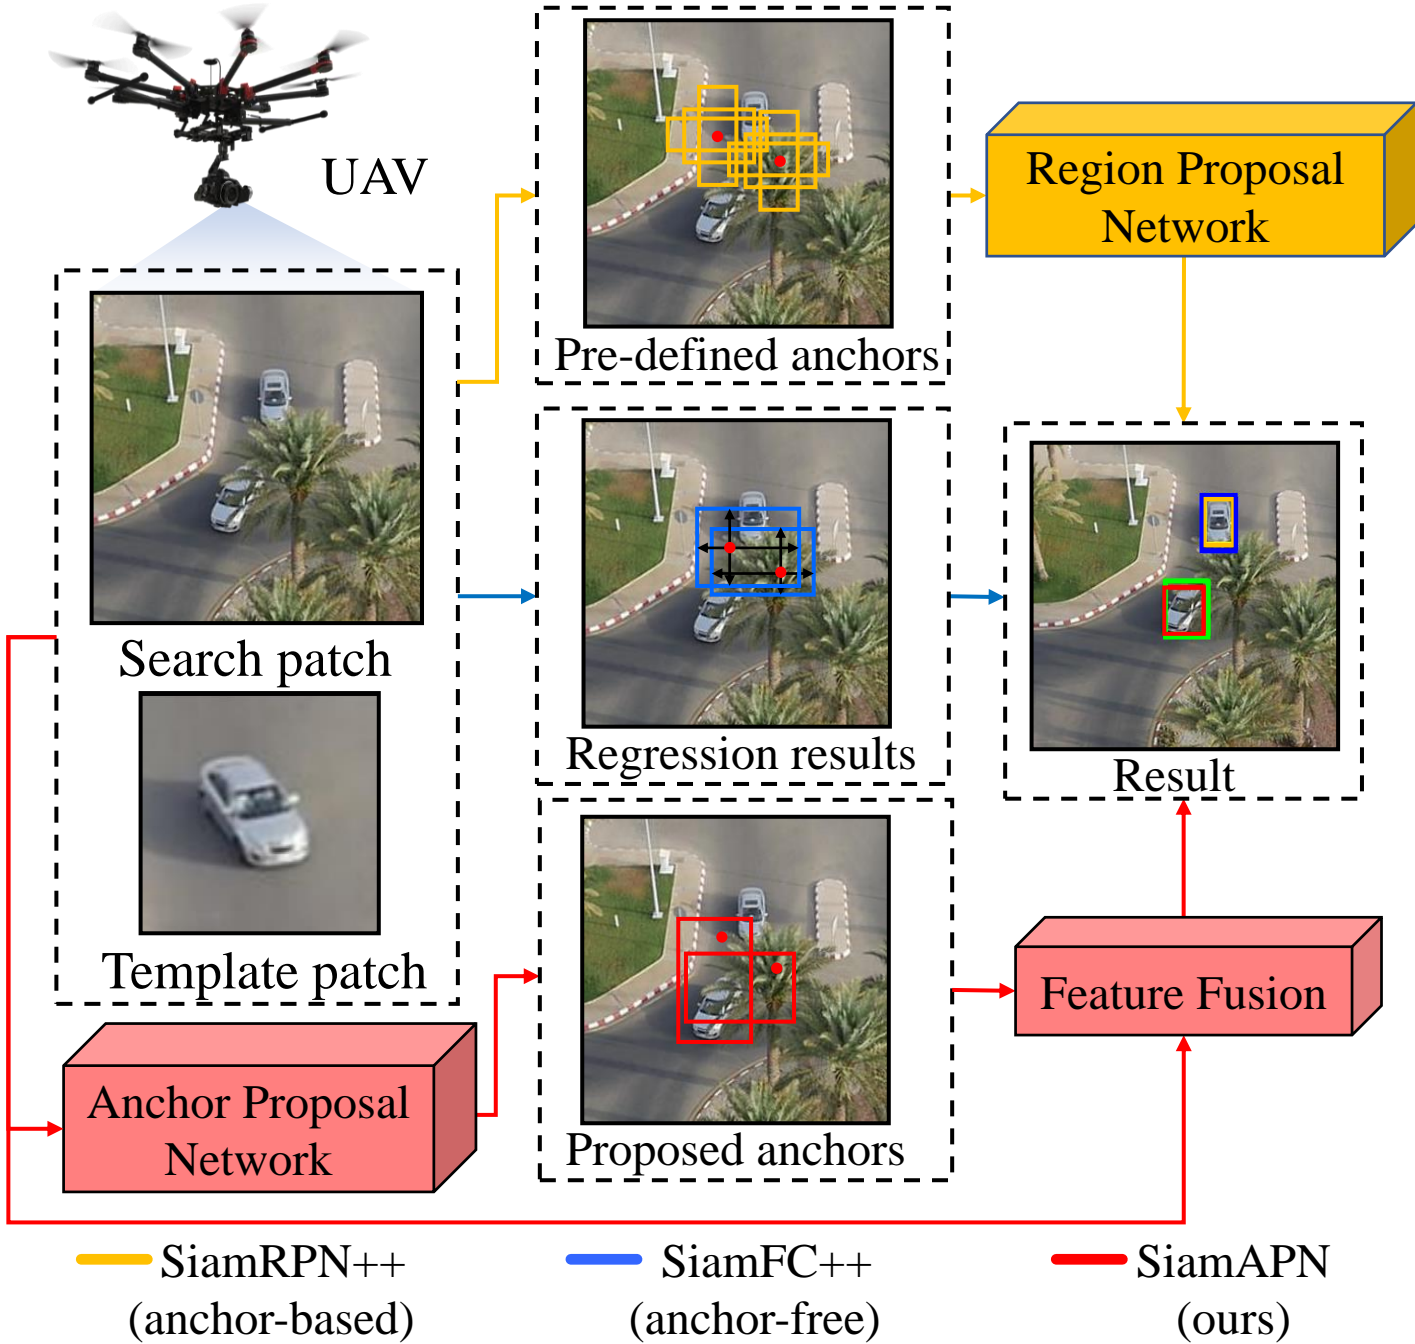 UAV
Pre-defined anchors
Region Proposal
Network
Search patch
Template patch
Regression results
Result
Anchor Proposal
Network
Proposed anchors
Feature Fusion
SiamRPN++
(anchor-based)
SiamFC++
(anchor-free)
SiamAPN
(ours)